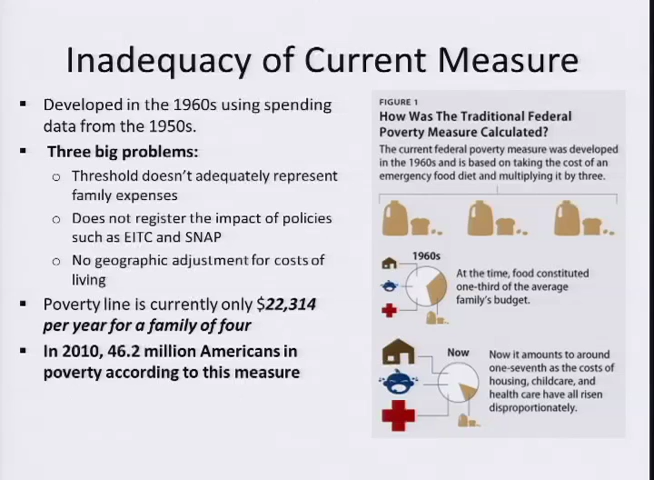 Inadequacy of Current Measure
Developed in the 1960s using spending
data from the 1950s.
Three big problems:
Threshold doesn't adequately represent
family expenses
Does not register the impact of policies
such as EITC and SNAP
No geographic adjustment for costs of
living
Poverty line is currently only $22,314
per year for a family of four
In 2010, 46.2 million Americans in
poverty according to this measure
FIGURE 1
How Was The Traditional Federal
Poverty Measure Calculated?
The current federal poverty measure was developed
in the 1960s and is based on taking the cost of an
emergency food diet and multiplying it by three.
1960s
At the time, food constituted
one-third of the average
family's budget.
Now
Now it amounts to around
one-seventh as the costs of
housing, childcare, and
health care have all risen
disproportionately.